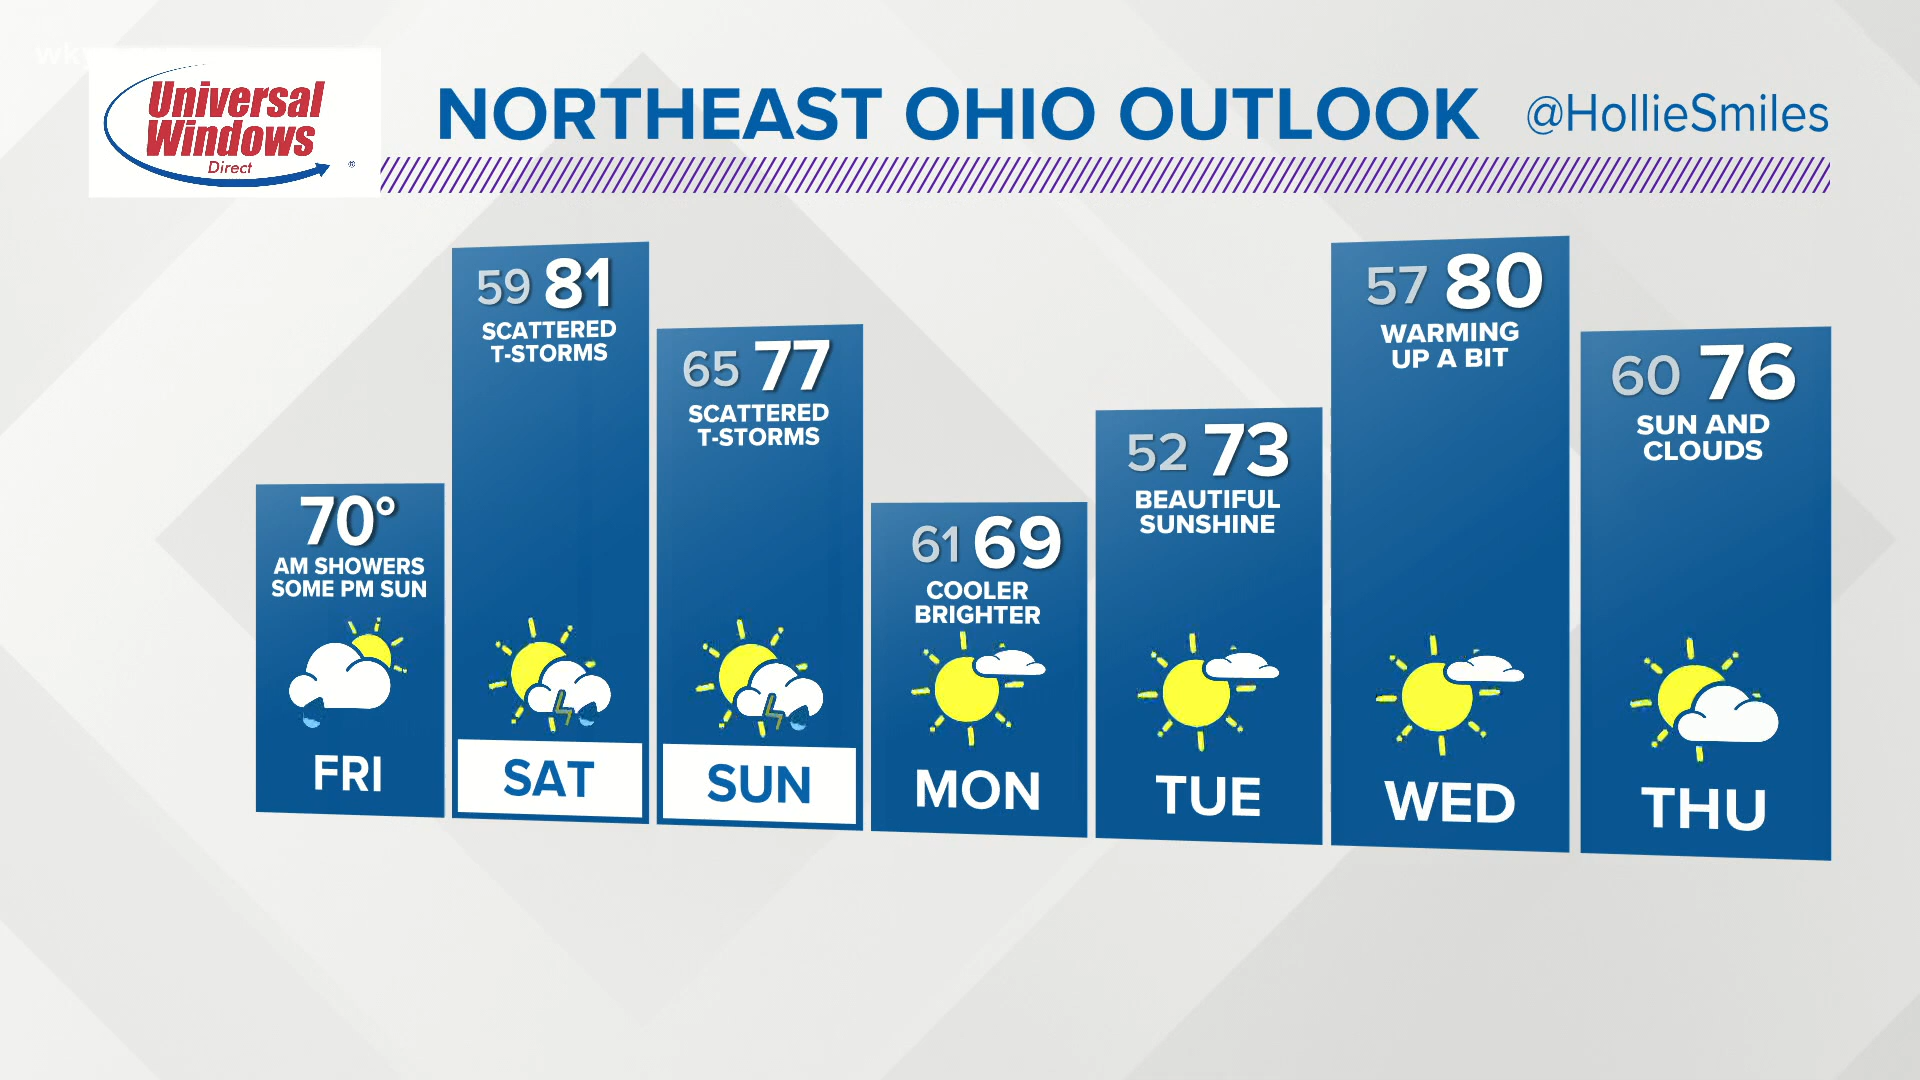 Universal
Windows
Direct
®
NORTHEAST OHIO OUTLOOK
@HollieSmiles
70°
AM SHOWERS
SOME PM SUN
FRI
59 81
SCATTERED
T-STORMS
SAT
65 77
SCATTERED
T-STORMS
SUN
61 69
COOLER
BRIGHTER
MON
52 73
BEAUTIFUL
SUNSHINE
TUE
57 80
WARMING
UP A BIT
WED
60 76
SUN AND
CLOUDS
THU